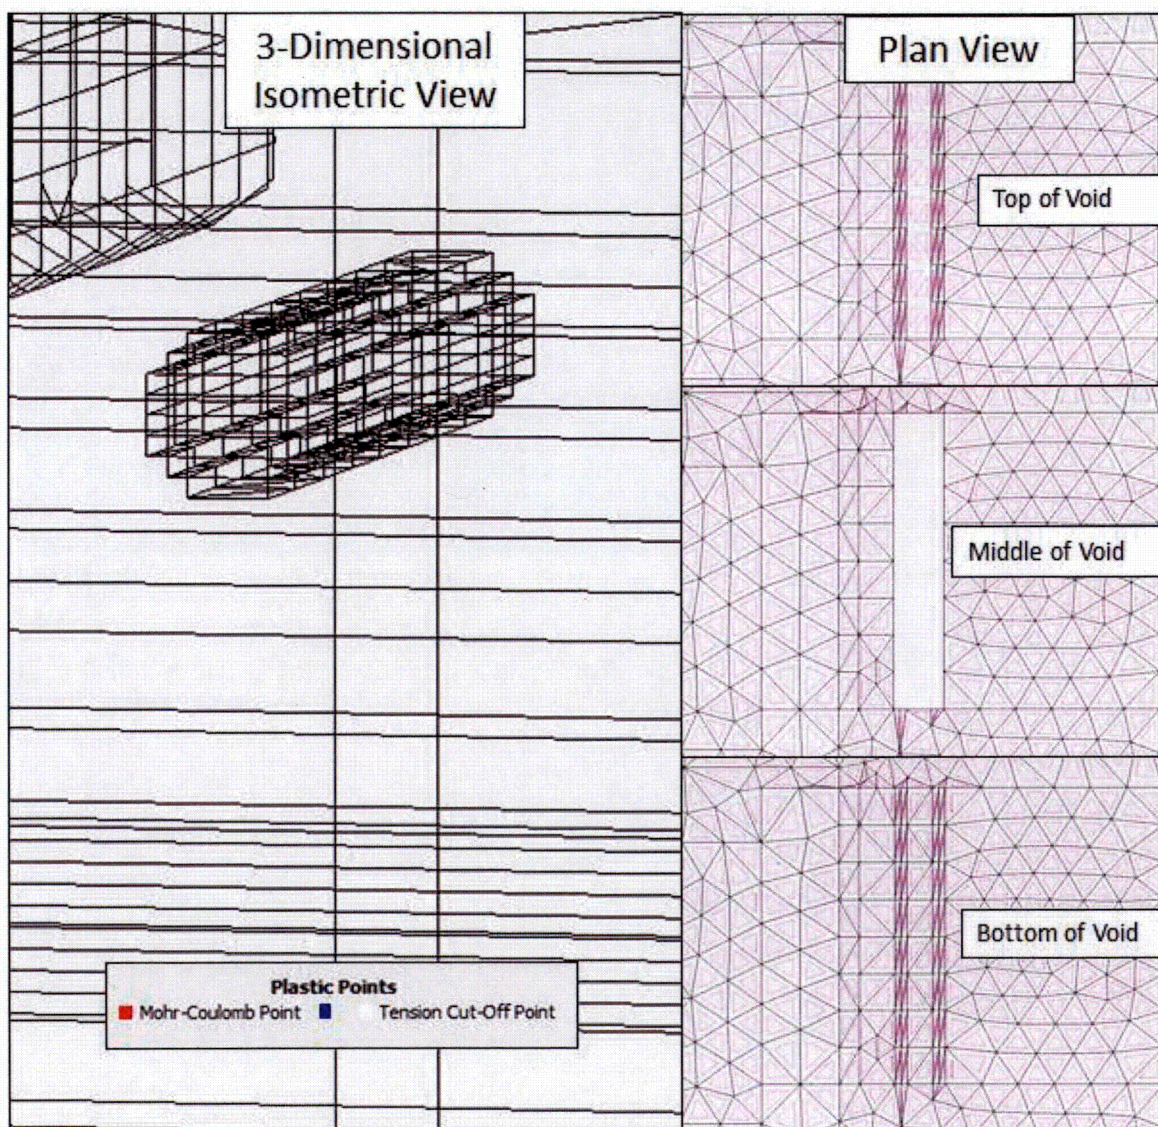 3-Dimensional
Isometric View
Plan View
Top of Void
Middle of Void
Bottom of Void
Plastic Points
Mohr-Coulomb Point Tension Cut-Off Point